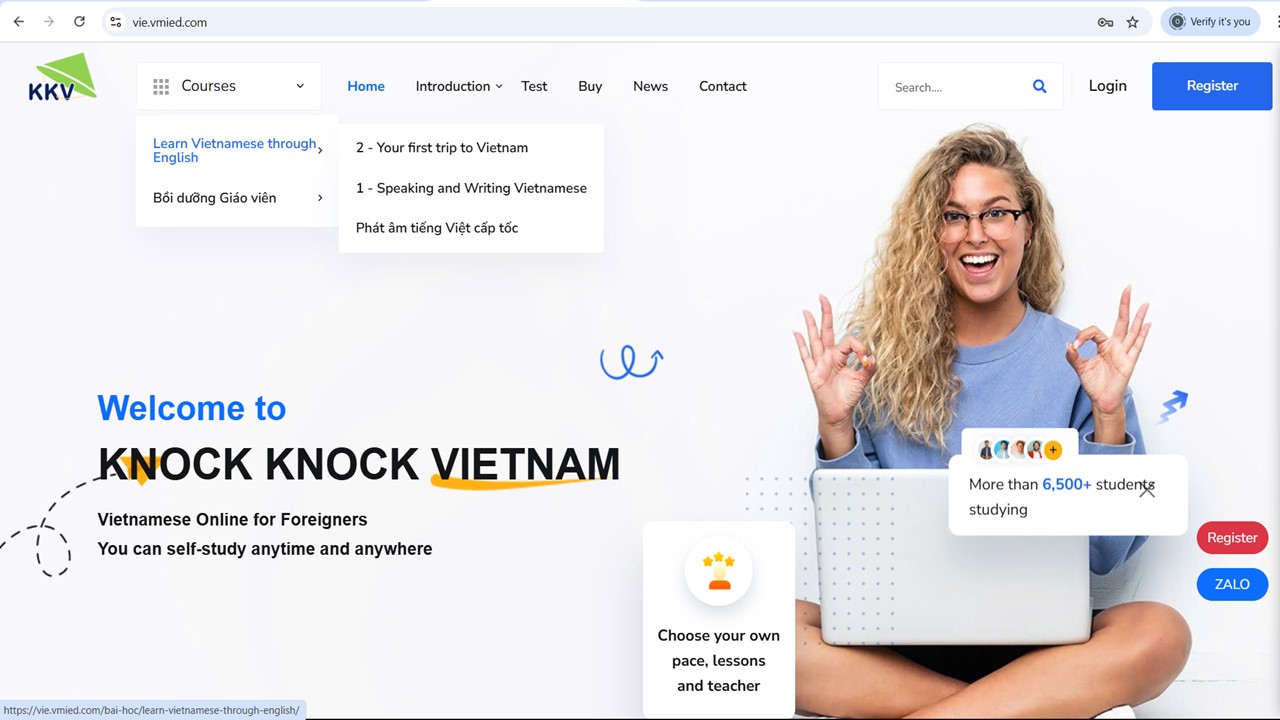 vie.vmied.com
Verify it's you
KKV
Courses
Home
Introduction
Test
Buy
News
Contact
Search....
Login
Register
Learn Vietnamese through
English
Bồi dưỡng Giáo viên
2 - Your first trip to Vietnam
1 - Speaking and Writing Vietnamese
Phát âm tiếng Việt cấp tốc
Welcome to
KNOCK KNOCK VIETNAM
Vietnamese Online for Foreigners
You can self-study anytime and anywhere
+
More than 6,500+ students
studying
Register
ZALO
Choose your own
pace, lessons
and teacher
https://vie.vmied.com/bai-hoc/learn-vietnamese-through-english/